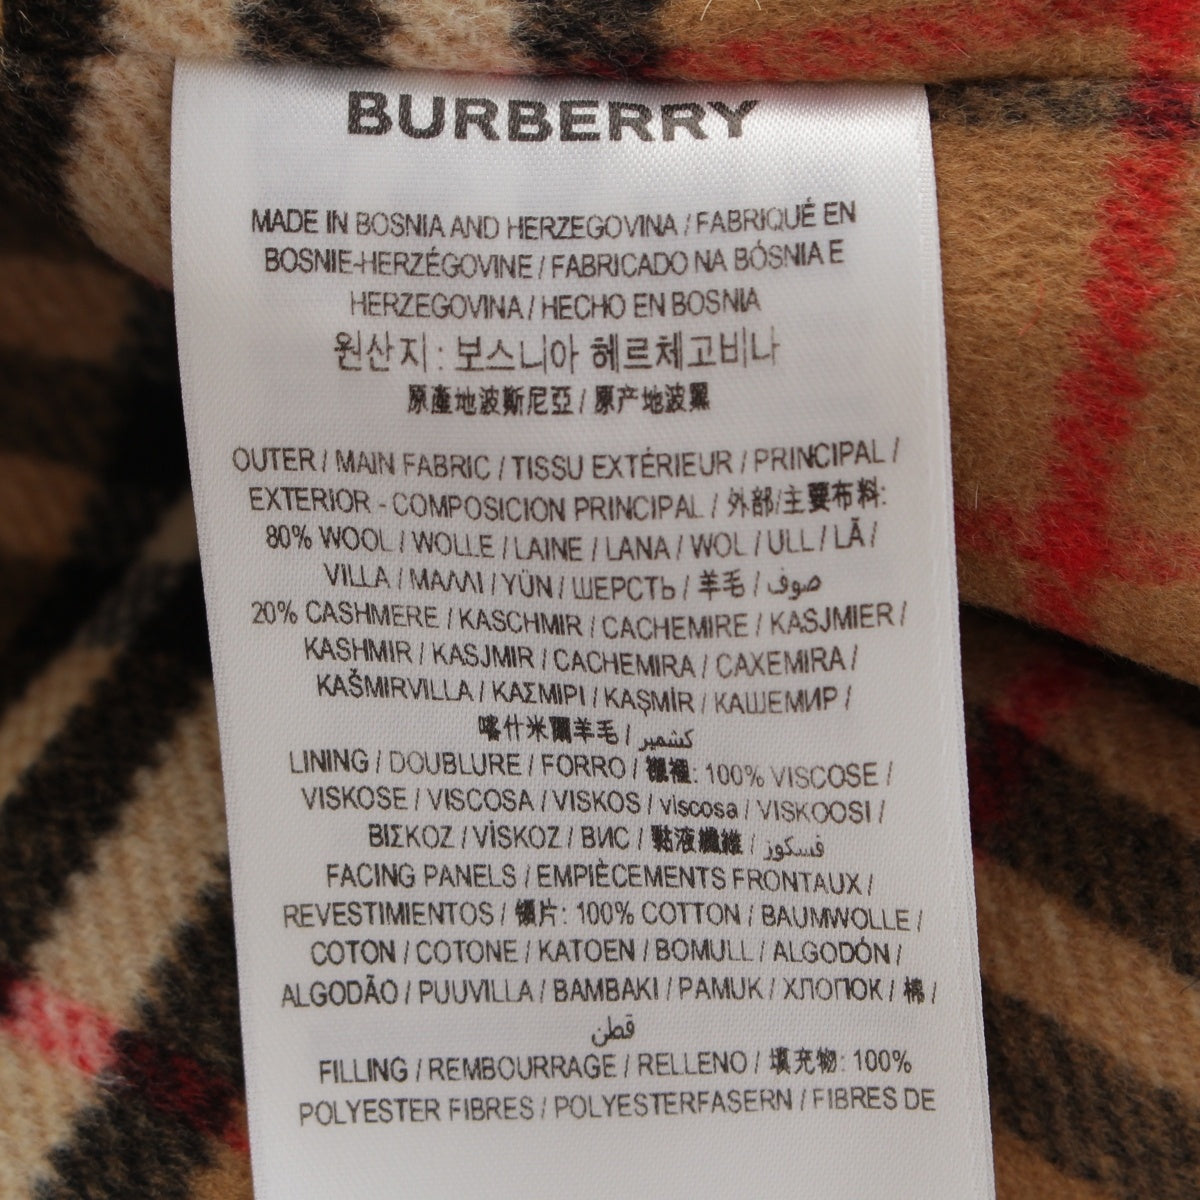 BURBERRY
MADE IN BOSNIA AND HERZEGOVINA / FABRIQUÉ EN
BOSNIE-HERZÉGOVINE / FABRICADO NA BÓSNIA E
HERZEGOVINA / HECHO EN BOSNIA
원산지 : 보스니아 헤르체고비나
原產地波斯尼亞 / 原产地波黑
OUTER / MAIN FABRIC / TISSU EXTÉRIEUR / PRINCIPAL /
EXTERIOR - COMPOSICION PRINCIPAL / 外部/主要布料:
80% WOOL / WOLLE / LAINE / LANA / WOL / ULL / LÃ /
VILLA / ΜΑΛΛΙ / YÜN / ШЕРСТЬ / 羊毛 / صوف
20% CASHMERE / KASCHMIR / CACHEMIRE / KASJMIER /
KASHMIR / KASJMIR / CACHEMIRA / CAXEMIRA /
KAŠMIRVILLA / ΚΑΣΜΙΡΙ / KAŞMİR / КАШЕМИР /
喀什米爾羊毛 / كشمير
LINING / DOUBLURE / FORRO / 襯裡: 100% VISCOSE /
VISKOSE / VISCOSA / VISKOS / viscosa / VISKOOSI /
ΒΙΣΚΟΖ / VİSKOZ / ВИС / 黏液纖維 / فسكوز
FACING PANELS / EMPIÈCEMENTS FRONTAUX /
REVESTIMIENTOS / 領片: 100% COTTON / BAUMWOLLE /
COTON / COTONE / KATOEN / BOMULL / ALGODÓN /
ALGODÃO / PUUVILLA / BAMBAKI / PAMUK / ХЛОПОК / 棉 /
قطن
FILLING / REMBOURRAGE / RELLENO / 填充物: 100%
POLYESTER FIBRES / POLYESTERFASERN / FIBRES DE